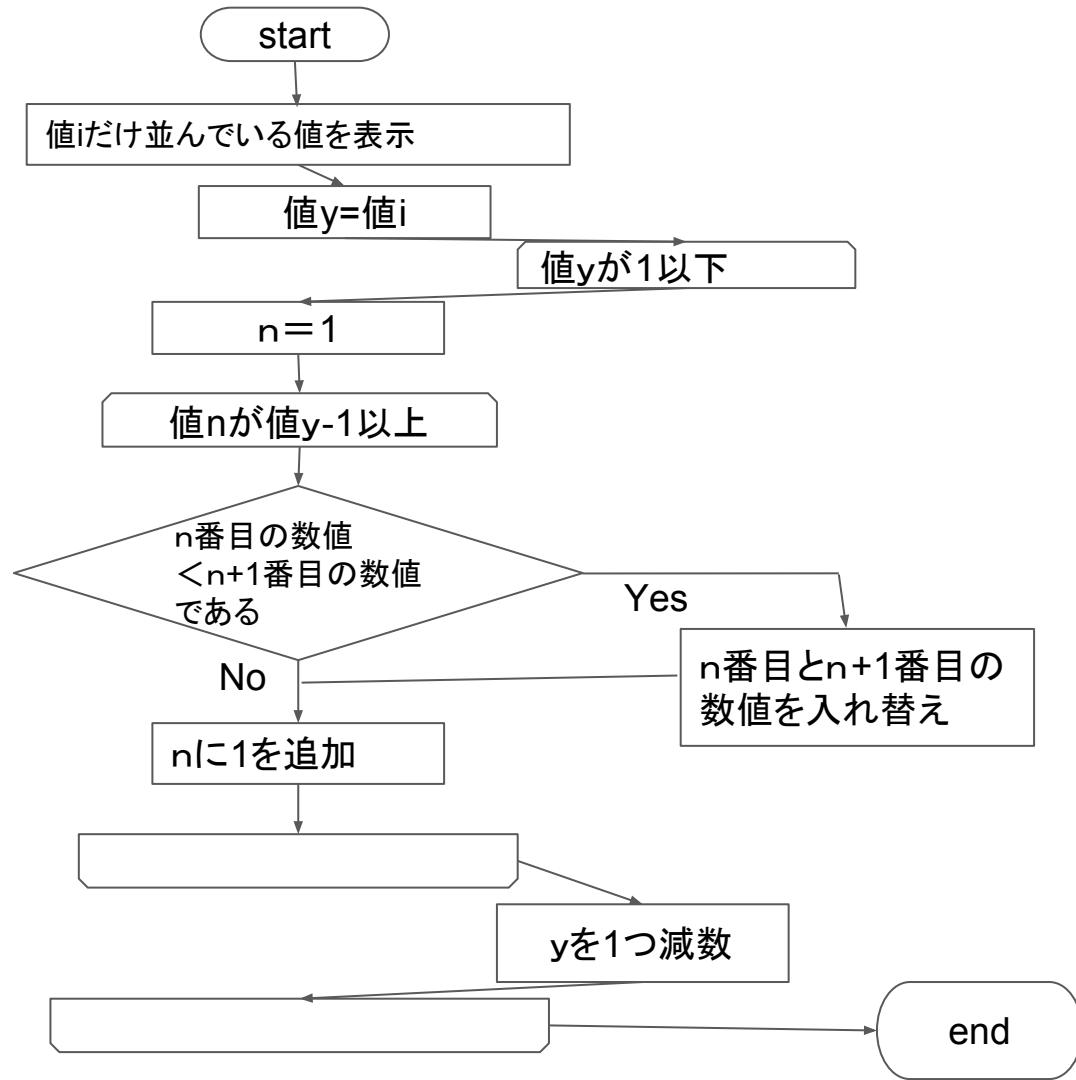 start
値iだけ並んでいる値を表示
値y=値i
値yが1以下
n＝1
値nが値y-1以上
n番目の数値
＜n+1番目の数値
である
Yes
n番目とn+1番目の
数値を入れ替え
No
nに1を追加
yを1つ減数
end